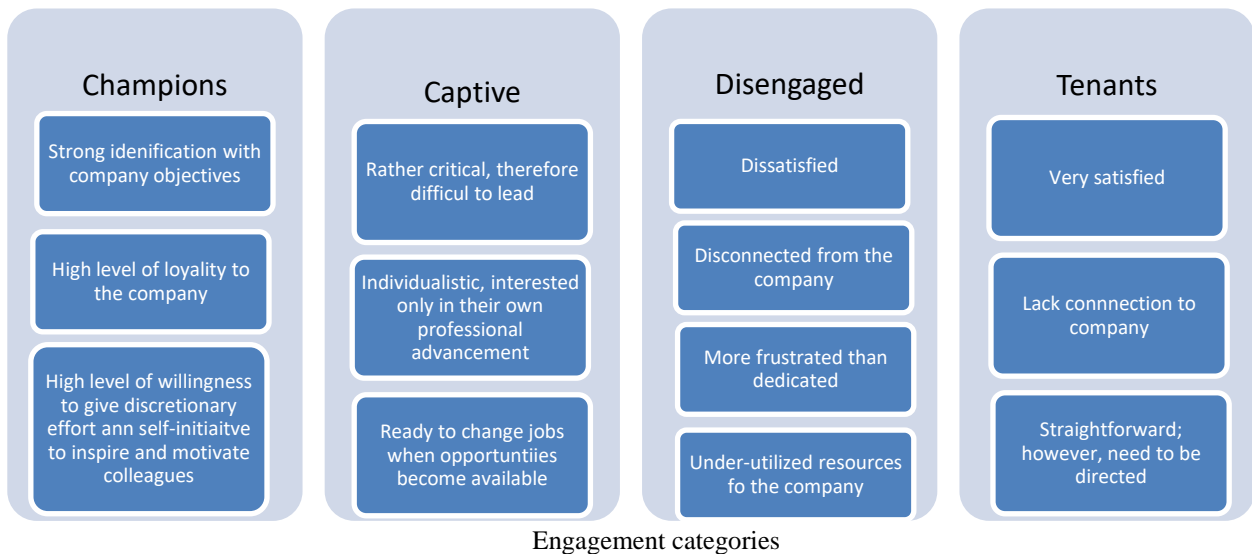 Champions
Strong idenification with
company objectives
High level of loyality to
the company
High level of willingness
to give discretionary
effort ann self-initiaitve
to inspire and motivate
colleagues
Captive
Rather critical, therefore
difficul to lead
Individualistic, interested
only in their own
professional
advancement
Ready to change jobs
when opportuntiies
become available
Disengaged
Dissatisfied
Disconnected from the
company
More frustrated than
dedicated
Under-utilized resources
fo the company
Tenants
Very satisfied
Lack connnection to
company
Straightforward;
however, need to be
directed
Engagement categories